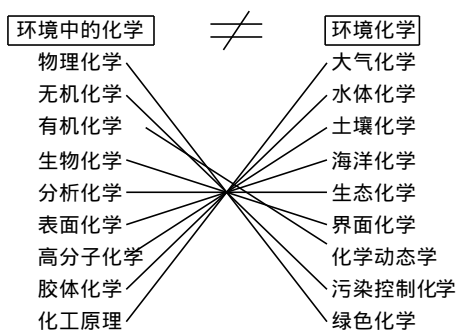 环境中的化学 ≠ 环境化学
物理化学 大气化学
无机化学 水体化学
有机化学 土壤化学
生物化学 海洋化学
分析化学 生态化学
表面化学 界面化学
高分子化学 化学动态学
胶体化学 污染控制化学
化工原理 绿色化学